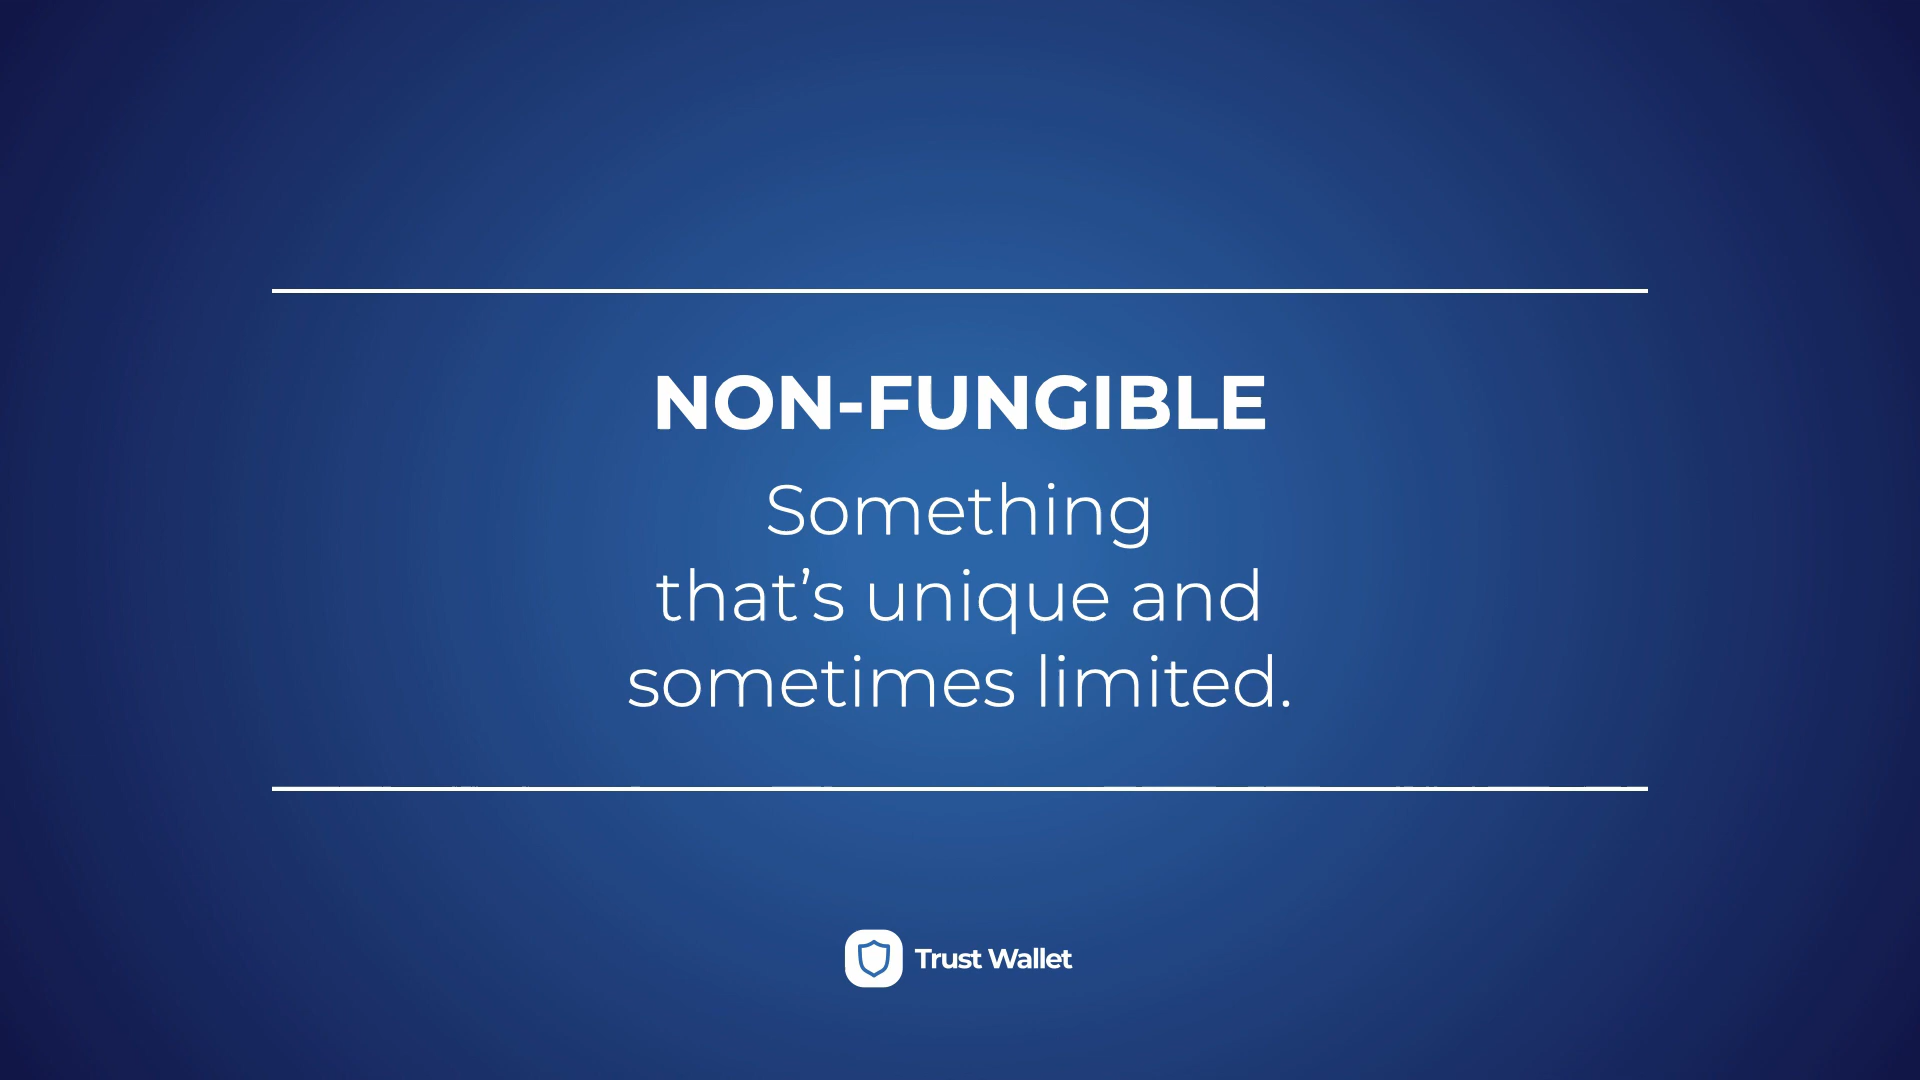 NON-FUNGIBLE
Something
that’s unique and
sometimes limited.
Trust Wallet